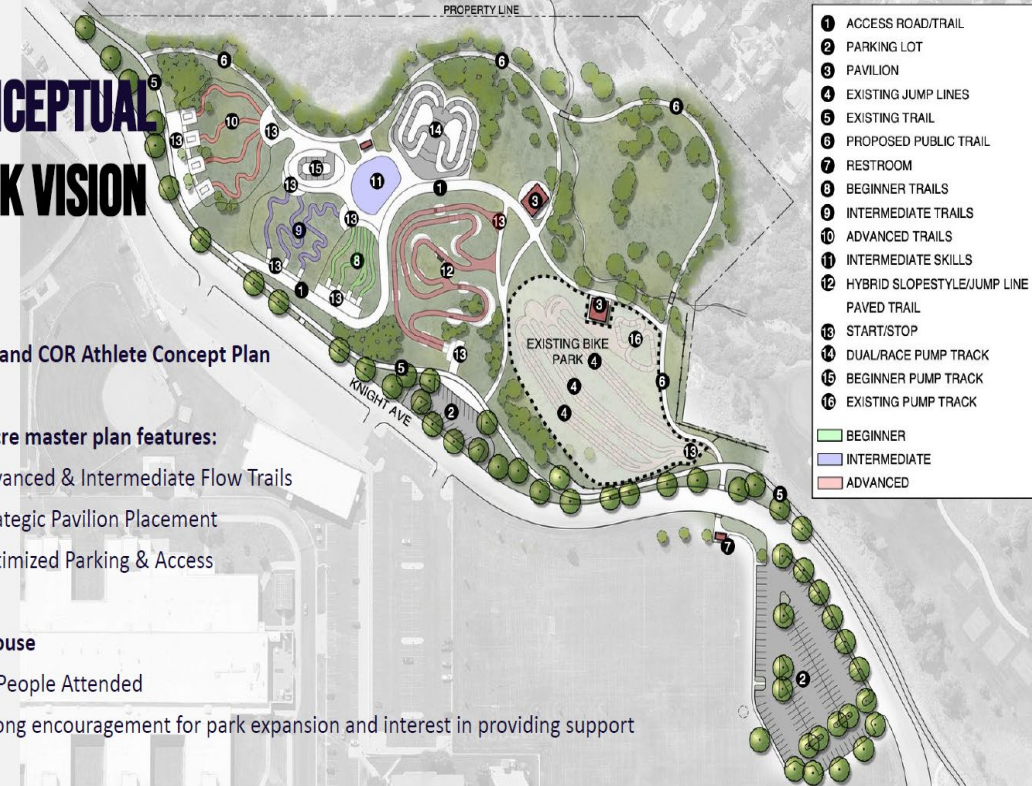 PROPERTY LINE
NCEPTUAL
K VISION
and COR Athlete Concept Plan
cre master plan features:
vanced & Intermediate Flow Trails
ategic Pavilion Placement
timized Parking & Access
ouse
People Attended
ong encouragement for park expansion and interest in providing support
KNIGHT AVE
EXISTING BIKE
PARK 4
1 ACCESS ROAD/TRAIL
2 PARKING LOT
3 PAVILION
4 EXISTING JUMP LINES
5 EXISTING TRAIL
6 PROPOSED PUBLIC TRAIL
7 RESTROOM
8 BEGINNER TRAILS
9 INTERMEDIATE TRAILS
10 ADVANCED TRAILS
11 INTERMEDIATE SKILLS
12 HYBRID SLOPESTYLE/JUMP LINE
PAVED TRAIL
13 START/STOP
14 DUAL/RACE PUMP TRACK
15 BEGINNER PUMP TRACK
16 EXISTING PUMP TRACK
BEGINNER
INTERMEDIATE
ADVANCED